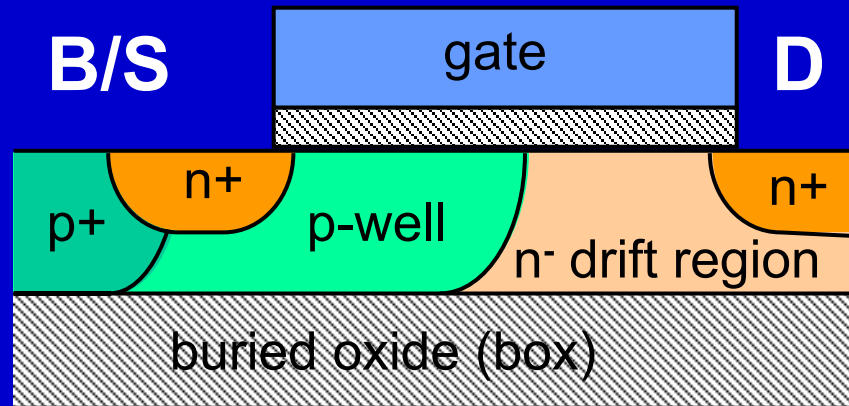 B/S
gate
D
n+
n+
p+
p-well
n⁻ drift region
buried oxide (box)